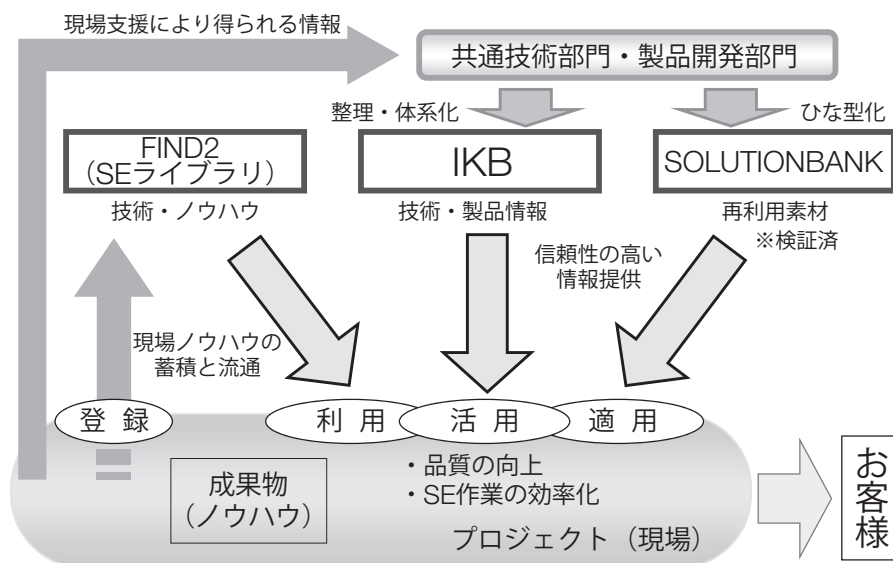 現場支援により得られる情報
共通技術部門・製品開発部門
整理・体系化
ひな型化
FIND2
（SEライブラリ）
IKB
SOLUTIONBANK
技術・ノウハウ
技術・製品情報
再利用素材
※検証済
信頼性の高い
情報提供
現場ノウハウの
蓄積と流通
登 録
利 用
活 用
適 用
成果物
（ノウハウ）
・品質の向上
・SE作業の効率化
プロジェクト（現場）
お客様